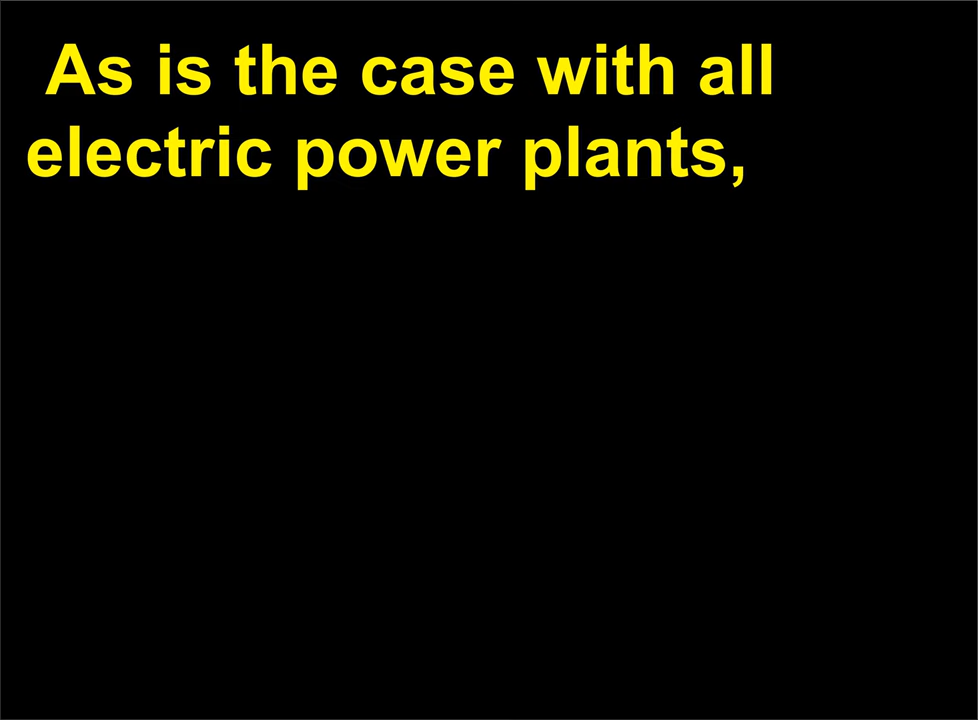 As is the case with all
electric power plants,